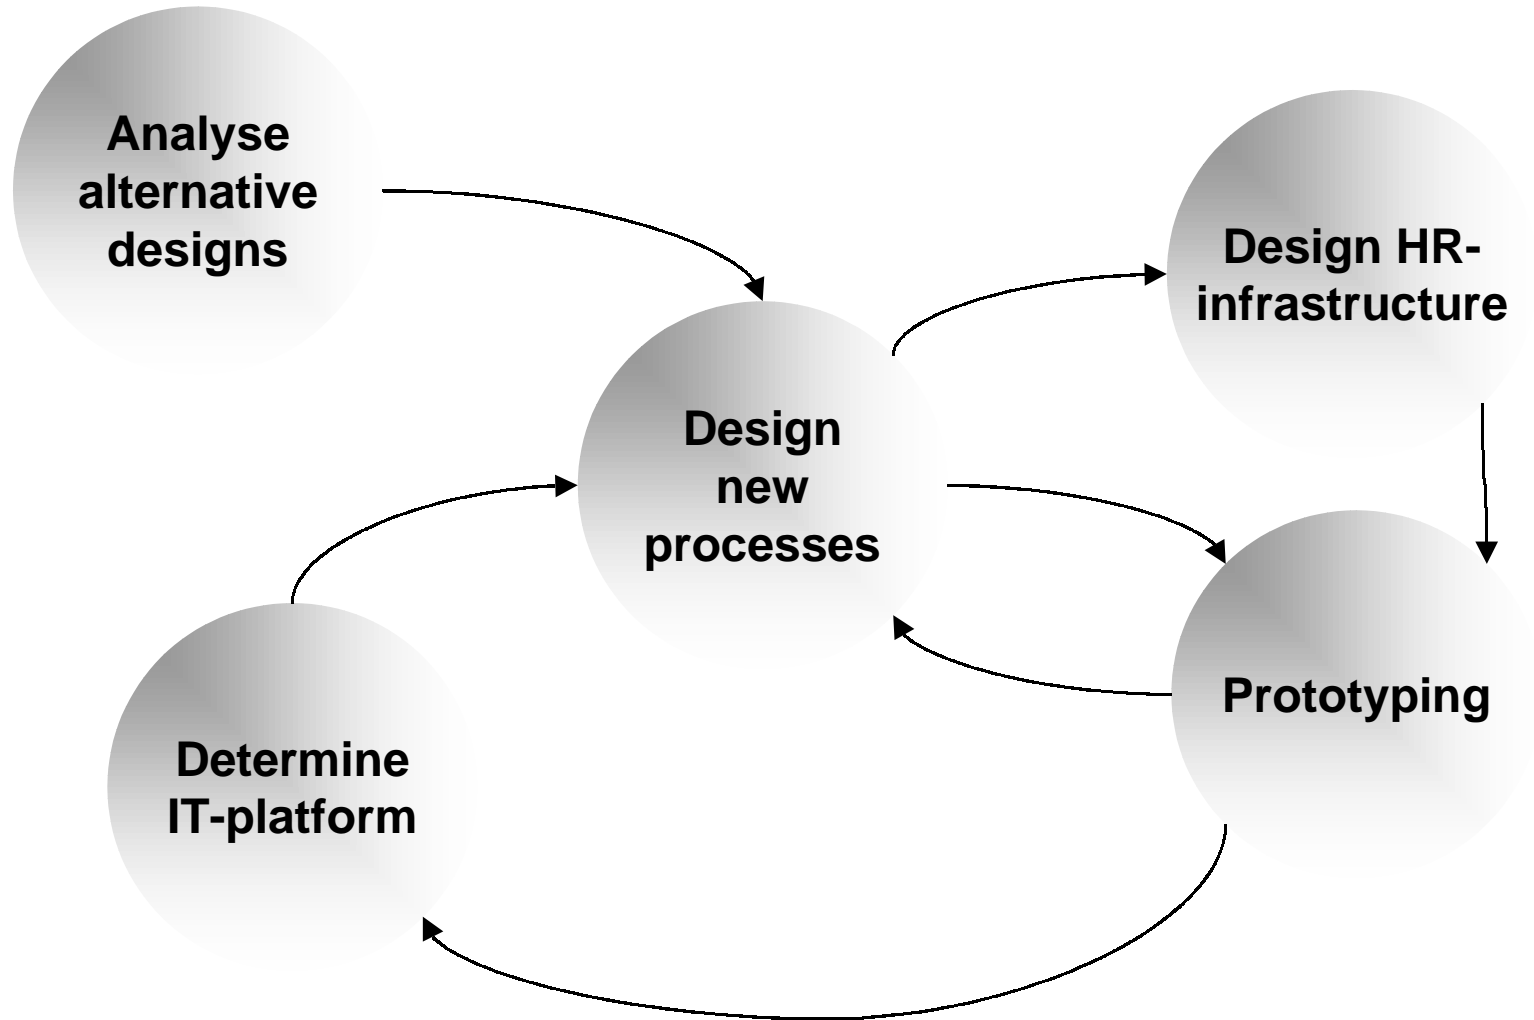 Analyse
alternative
designs
Design HR-
infrastructure
Design
new
processes
Prototyping
Determine
IT-platform